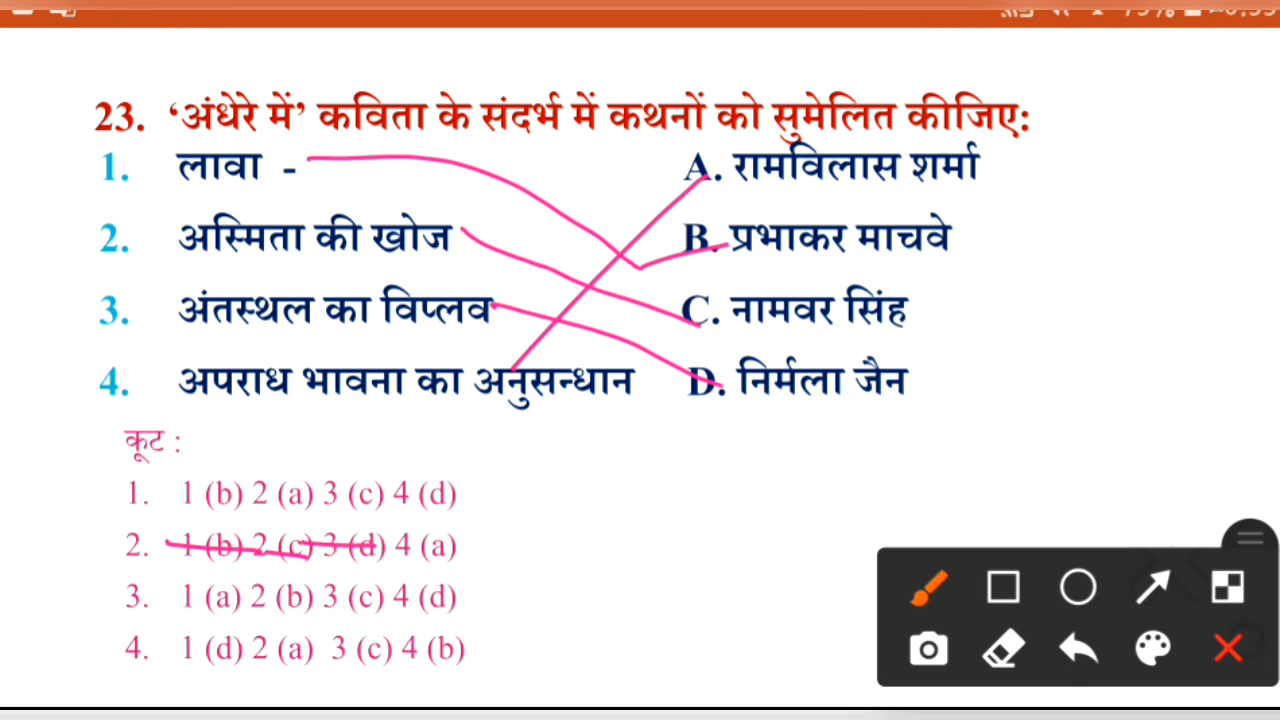 23. ‘अंधेरे में’ कविता के संदर्भ में कथनों को सुमेलित कीजिए:
1. लावा - A. रामविलास शर्मा
2. अस्मिता की खोज B. प्रभाकर माचवे
3. अंतस्थल का विप्लव C. नामवर सिंह
4. अपराध भावना का अनुसन्धान D. निर्मला जैन
कूट :
1. 1 (b) 2 (a) 3 (c) 4 (d)
2. 1 (b) 2 (c) 3 (d) 4 (a)
3. 1 (a) 2 (b) 3 (c) 4 (d)
4. 1 (d) 2 (a) 3 (c) 4 (b)